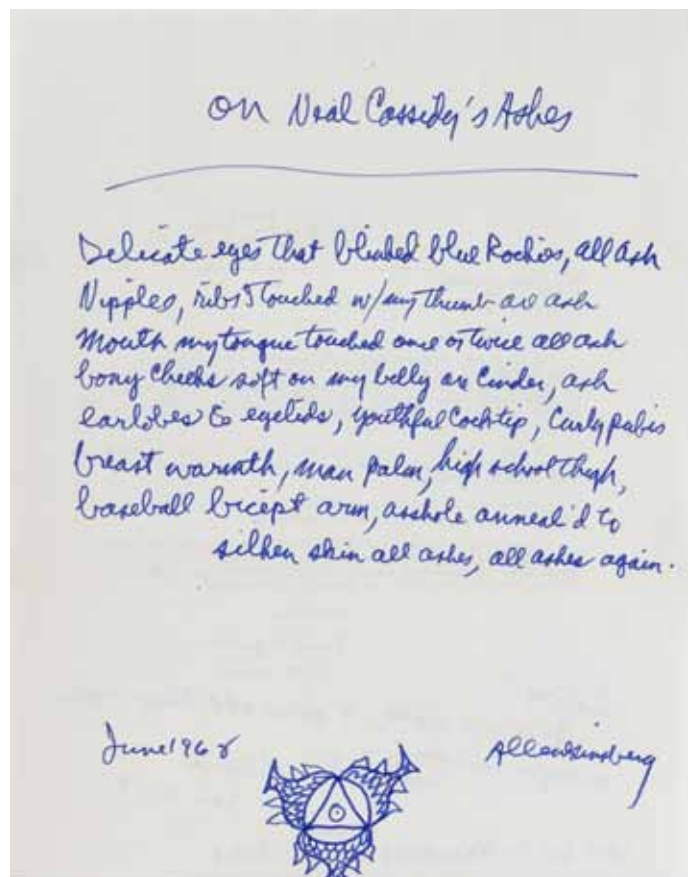 on Neal Cassidy's Ashes
Delicate eyes that blinked blue Rockies, all ash
Nipples, ribs I touched w/my thumb are ash
Mouth my tongue touched once or twice all ash
bony Cheeks soft on my belly are Cinder, ash
earlobes & eyelids, youthful Cocktip, Curly pubis
breast warmth, man palm, high school thigh,
baseball bicept arm, asshole anneal'd to
silken skin all ashes, all ashes again.
June 1968
Allen Ginsberg